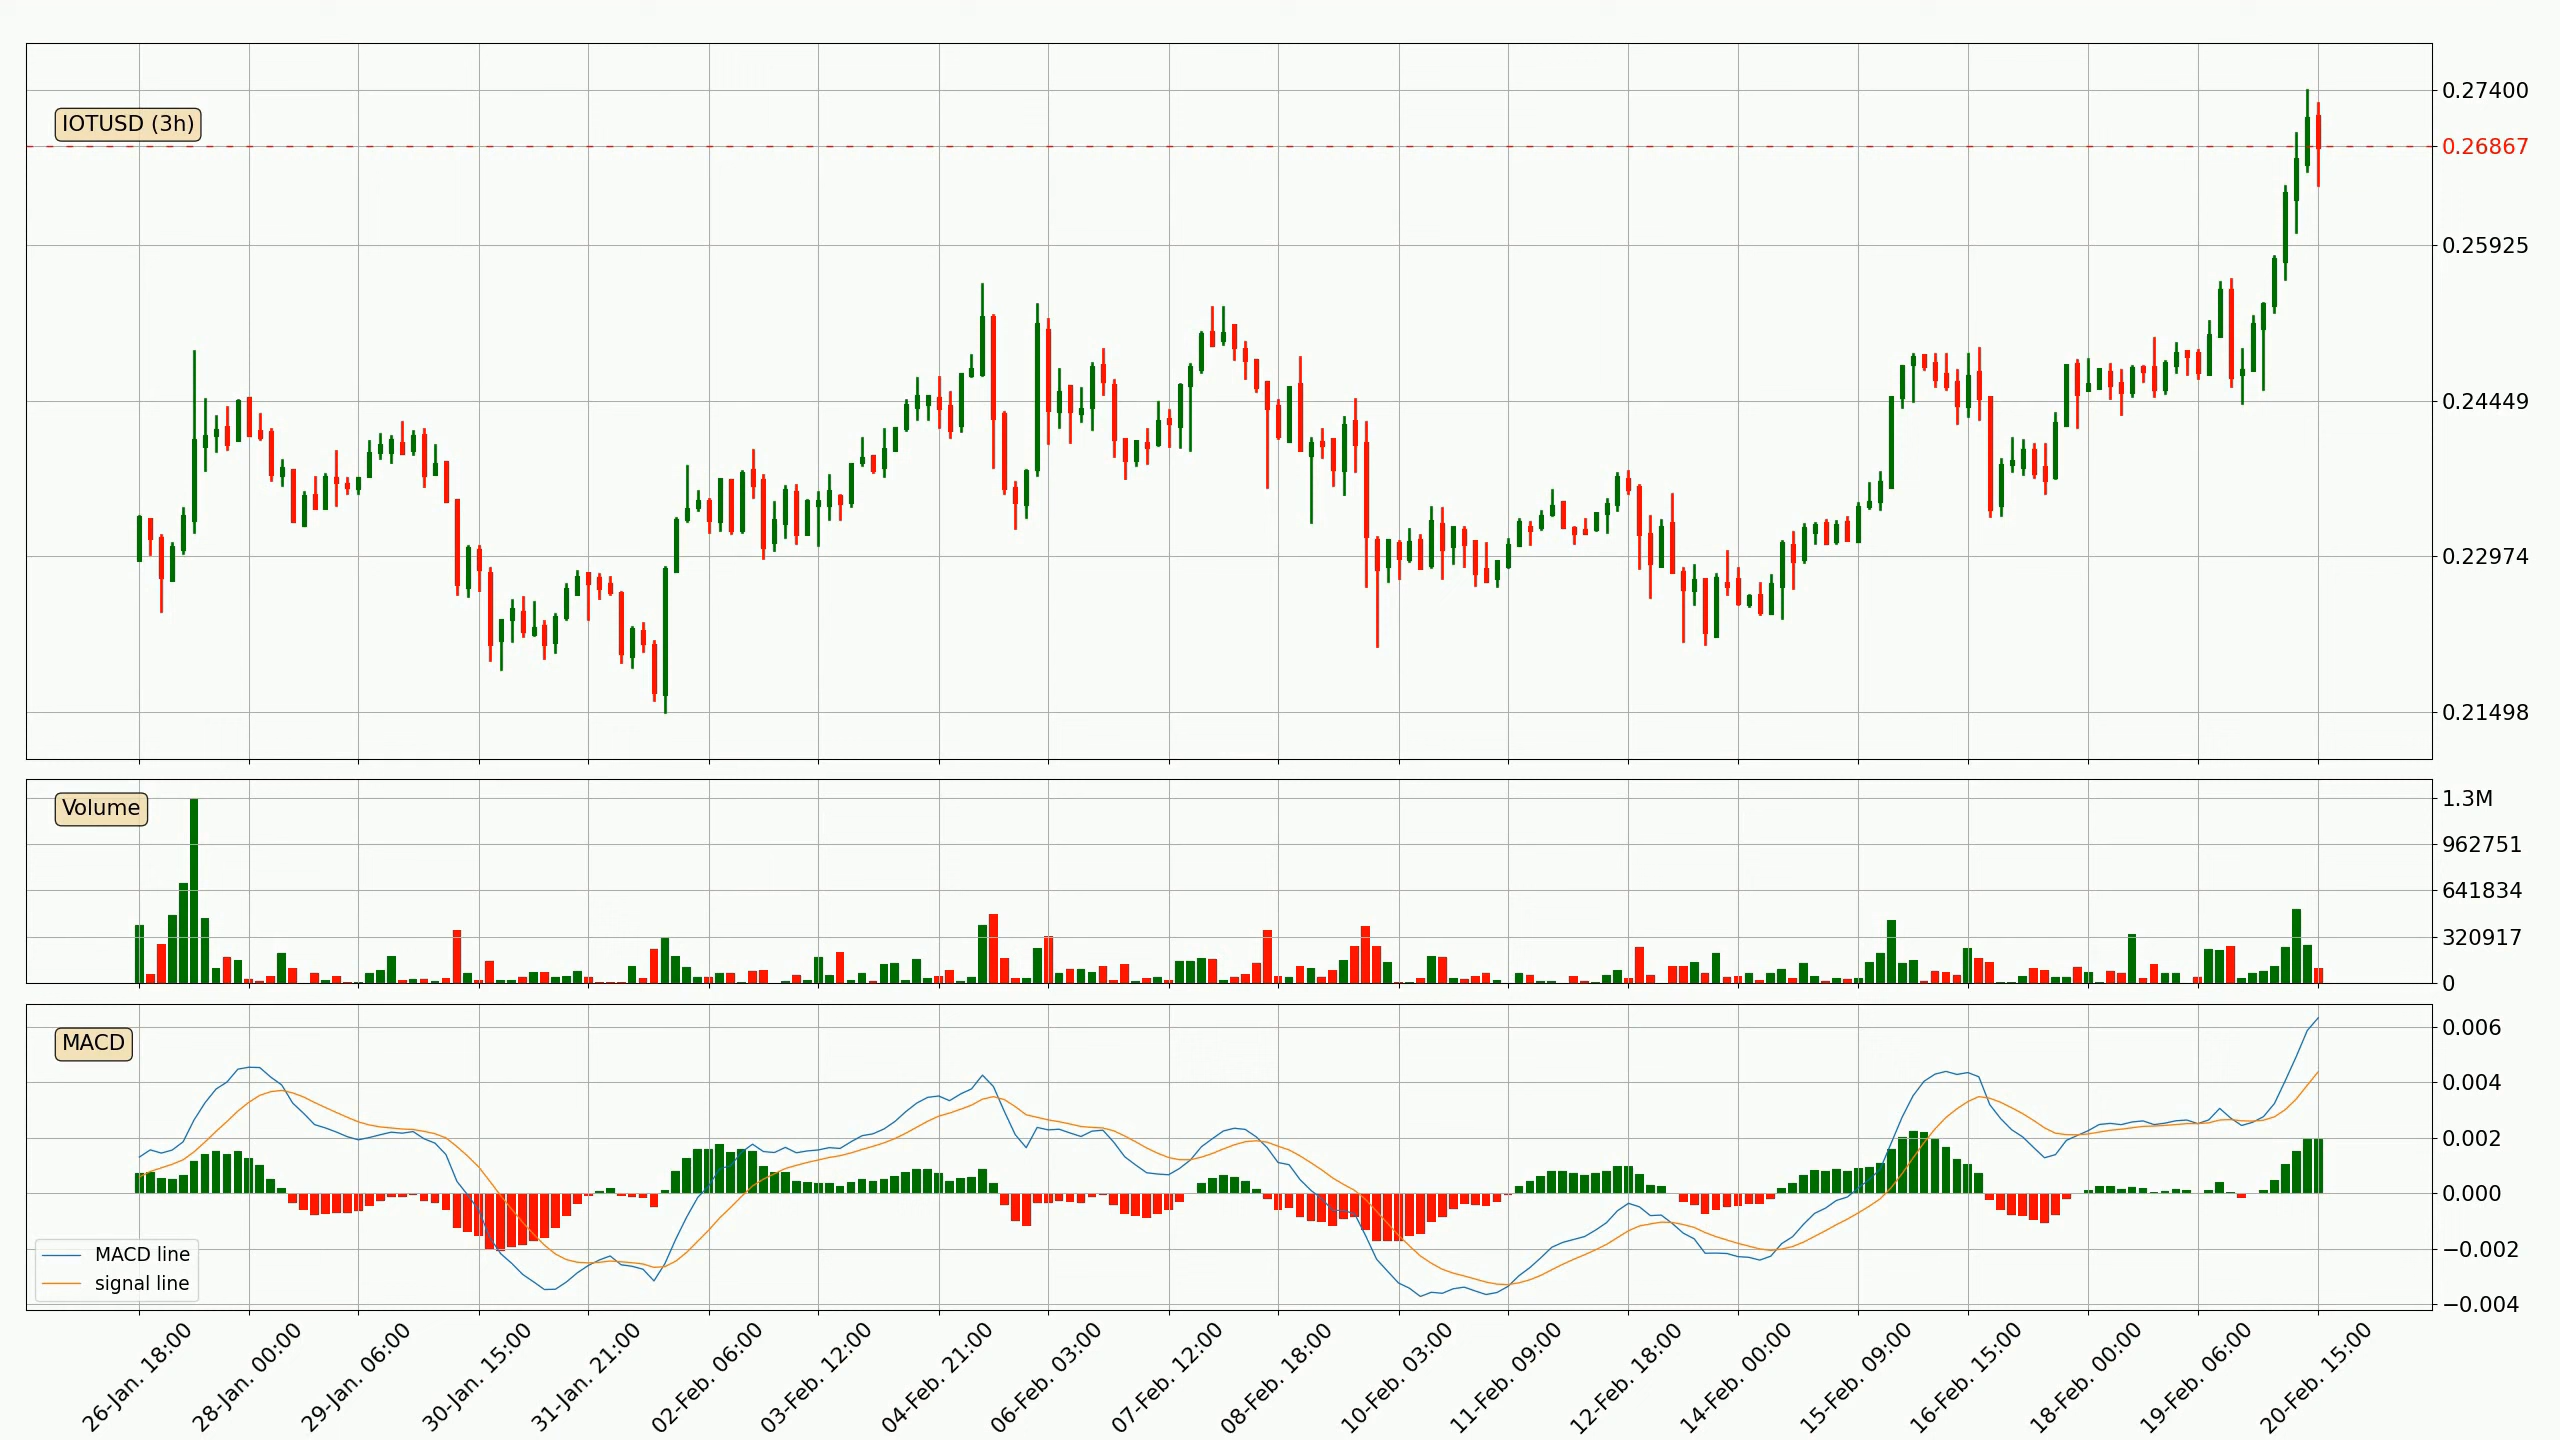 IOTUSD (3h)
0.27400
0.26867
0.25925
0.24449
0.22974
0.21498
Volume
1.3M
962751
641834
320917
0
MACD
0.006
0.004
0.002
0.000
−0.002
−0.004
MACD line
signal line
26-Jan. 18:00
28-Jan. 00:00
29-Jan. 06:00
30-Jan. 15:00
31-Jan. 21:00
02-Feb. 06:00
03-Feb. 12:00
04-Feb. 21:00
06-Feb. 03:00
07-Feb. 12:00
08-Feb. 18:00
10-Feb. 03:00
11-Feb. 09:00
12-Feb. 18:00
14-Feb. 00:00
15-Feb. 09:00
16-Feb. 15:00
18-Feb. 00:00
19-Feb. 06:00
20-Feb. 15:00